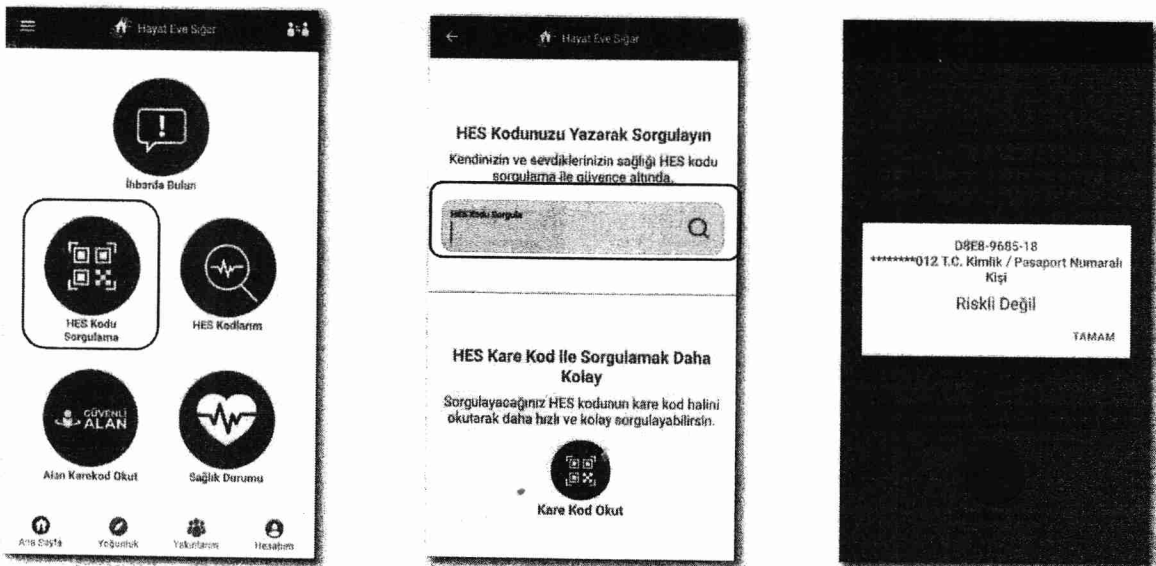 Hayat Eve Sığar
İhbarda Bulun
HES Kodu
Sorgulama
HES Kodlarım
GÜVENLİ
ALAN
Alan Karekod Okut
Sağlık Durumu
Ana Sayfa
Yoğunluk
Yakınlarım
Hesabım
Hayat Eve Sığar
HES Kodunuzu Yazarak Sorgulayın
Kendinizin ve sevdiklerinizin sağlığı HES kodu
sorgulama ile güvence altında.
HES Kodu Sorgula
HES Kare Kod ile Sorgulamak Daha
Kolay
Sorgulayacağınız HES kodunun kare kod halini
okutarak daha hızlı ve kolay sorgulayabilirsin.
Kare Kod Okut
D8E8-9685-18
********012 T.C. Kimlik / Pasaport Numaralı
Kişi
Riskli Değil
TAMAM